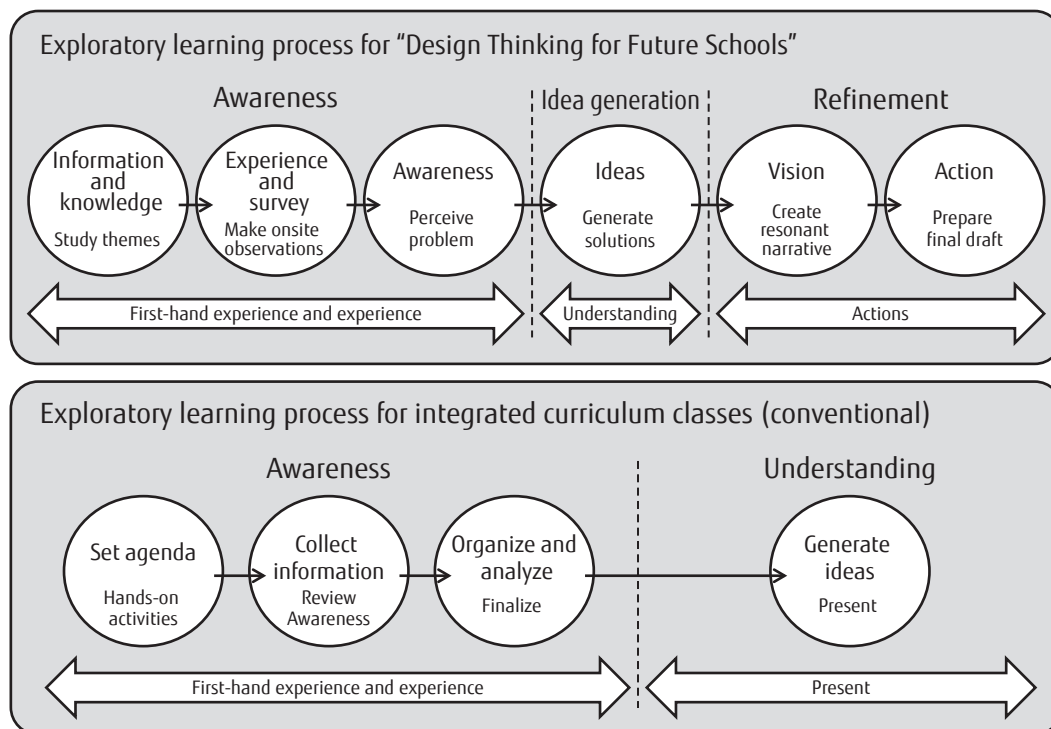 Exploratory learning process for “Design Thinking for Future Schools”
Awareness
Idea generation
Refinement
Information
and
knowledge
Study themes
Experience
and
survey
Make onsite
observations
Awareness
Perceive
problem
Ideas
Generate
solutions
Vision
Create
resonant
narrative
Action
Prepare
final draft
First-hand experience and experience
Understanding
Actions
Exploratory learning process for integrated curriculum classes (conventional)
Awareness
Understanding
Set agenda
Hands-on
activities
Collect
information
Review
Awareness
Organize and
analyze
Finalize
Generate
ideas
Present
First-hand experience and experience
Present